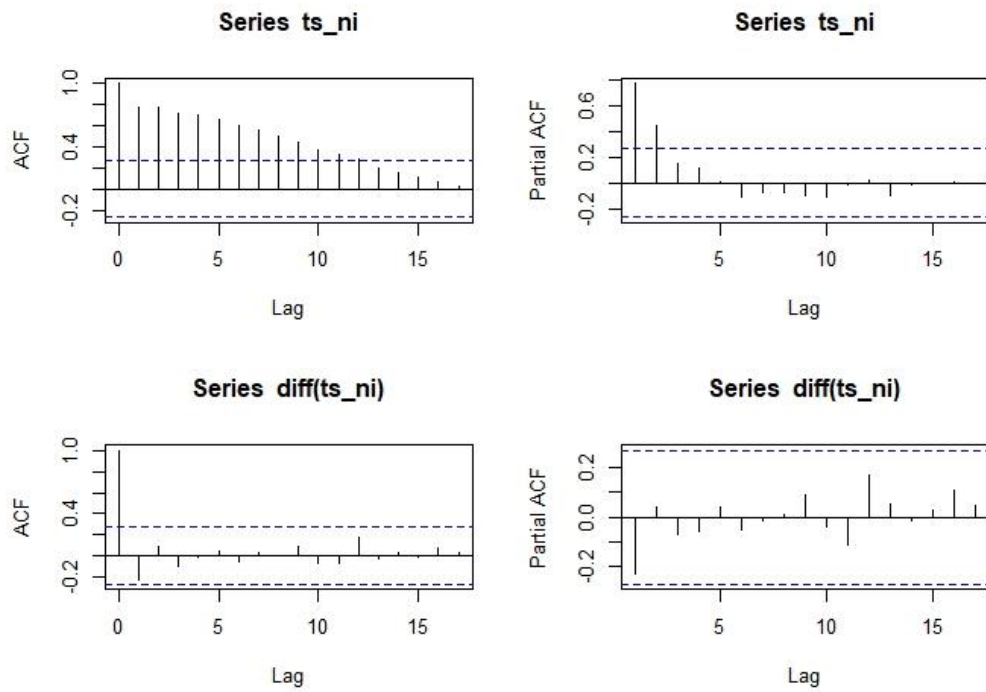 Series ts_ni
ACF
1.0
0.4
-0.2
0 5 10 15
Lag
Series ts_ni
Partial ACF
0.6
0.2
-0.2
5 10 15
Lag
Series diff(ts_ni)
ACF
1.0
0.4
-0.2
0 5 10 15
Lag
Series diff(ts_ni)
Partial ACF
0.2
0.0
-0.2
5 10 15
Lag